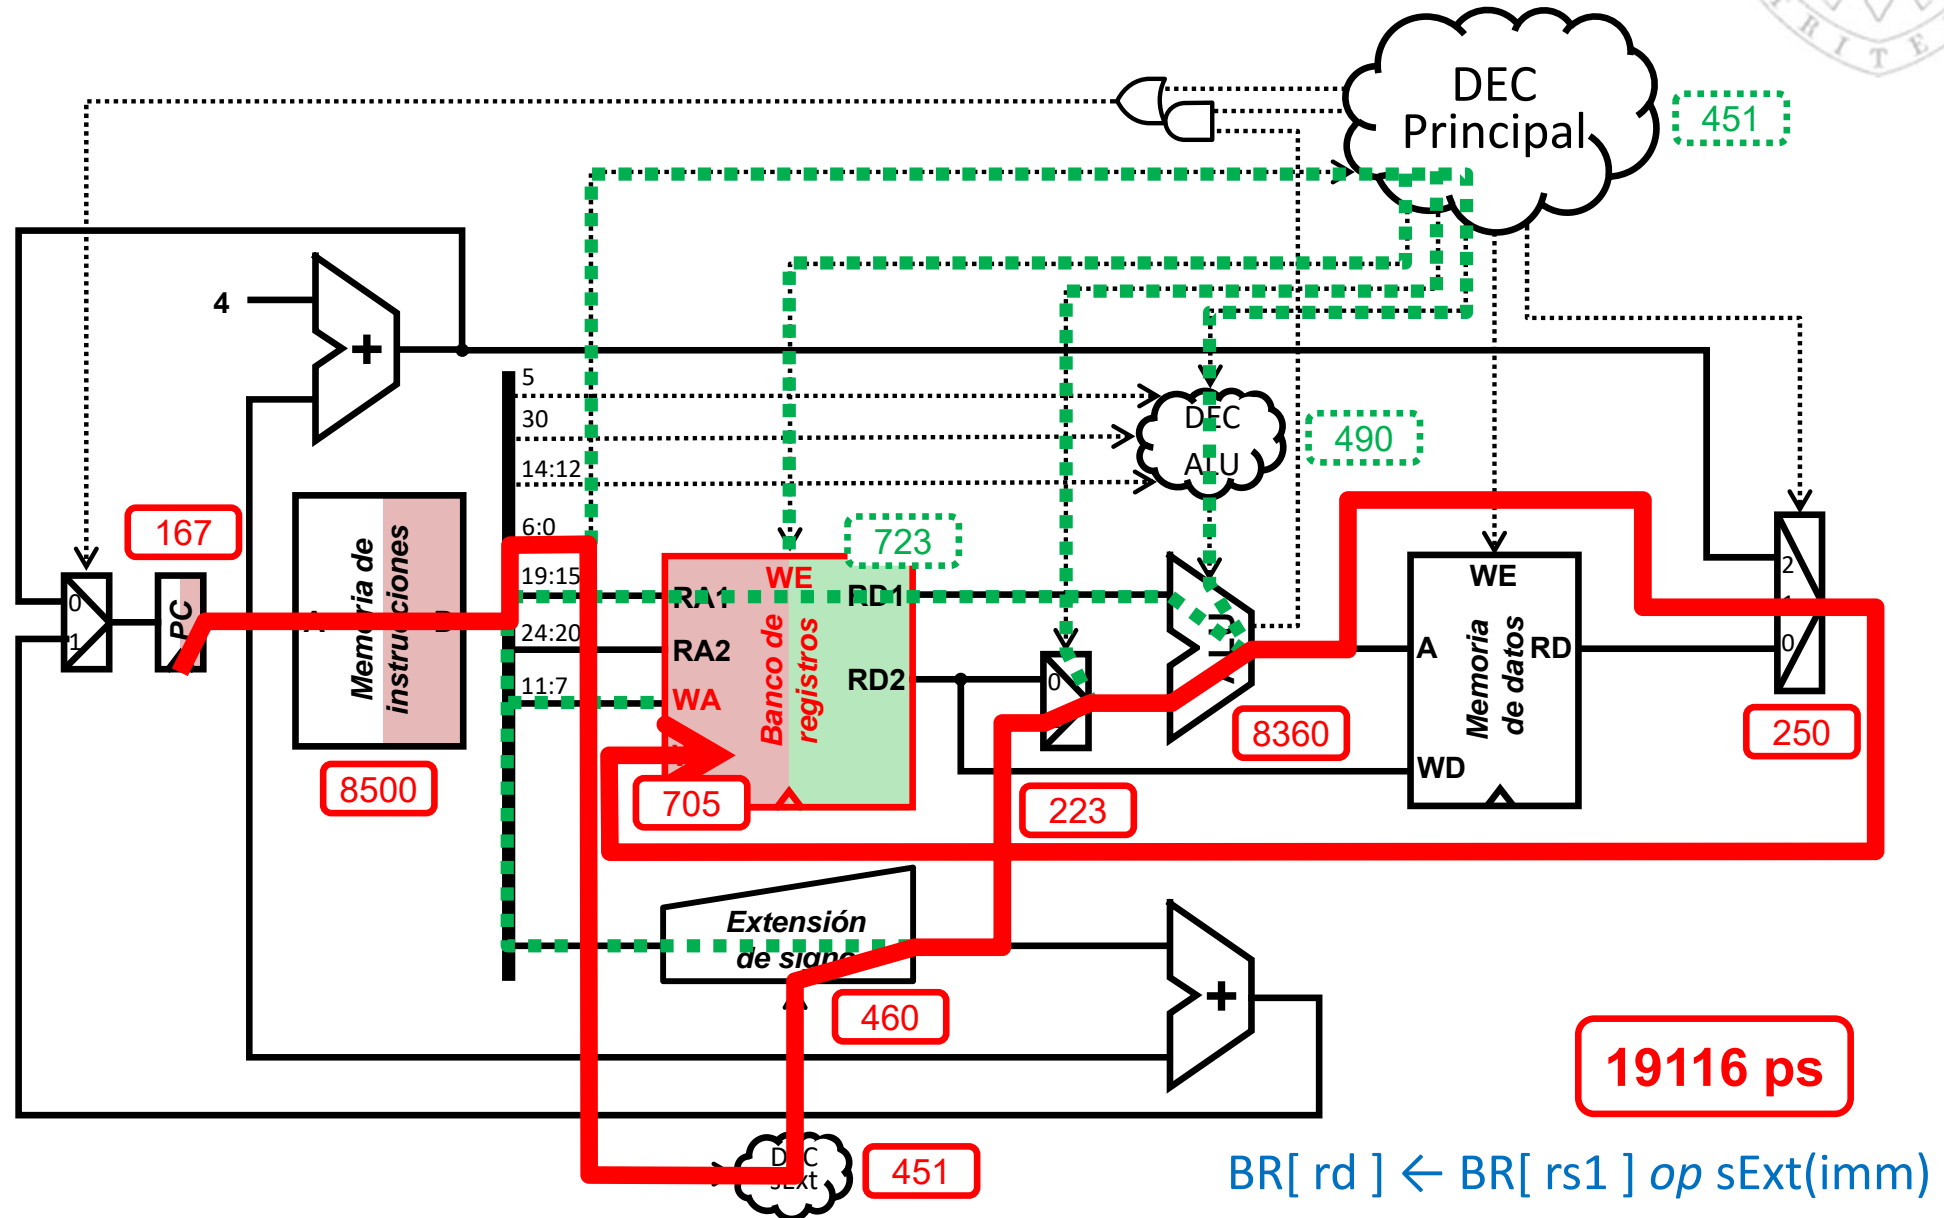 R I T E
DEC
Principal
451
4
+
5
30
14:12
6:0
19:15
24:20
11:7
DEC
ALU
490
167
0
1
PC
Memoria de
instrucciones
8500
723
WE
RA1
RD1
RA2
RD2
WA
Banco de
registros
705
0
223
8360
WE
A
RD
WD
Memoria
de datos
2
0
250
Extensión
de signo
460
+
19116 ps
DEC
sExt
451
BR[ rd ] ← BR[ rs1 ] op sExt(imm)